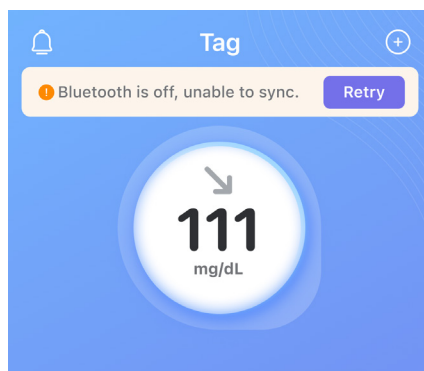 Tag
Bluetooth is off, unable to sync.
Retry
111
mg/dL